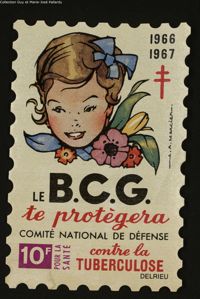 Collection Guy et Marie-José Pallardy
1966
1967
LE B.C.G.
te protègera
COMITÉ NATIONAL DE DÉFENSE
10F POUR LA SANTÉ
contre la
TUBERCULOSE
DELRIEU